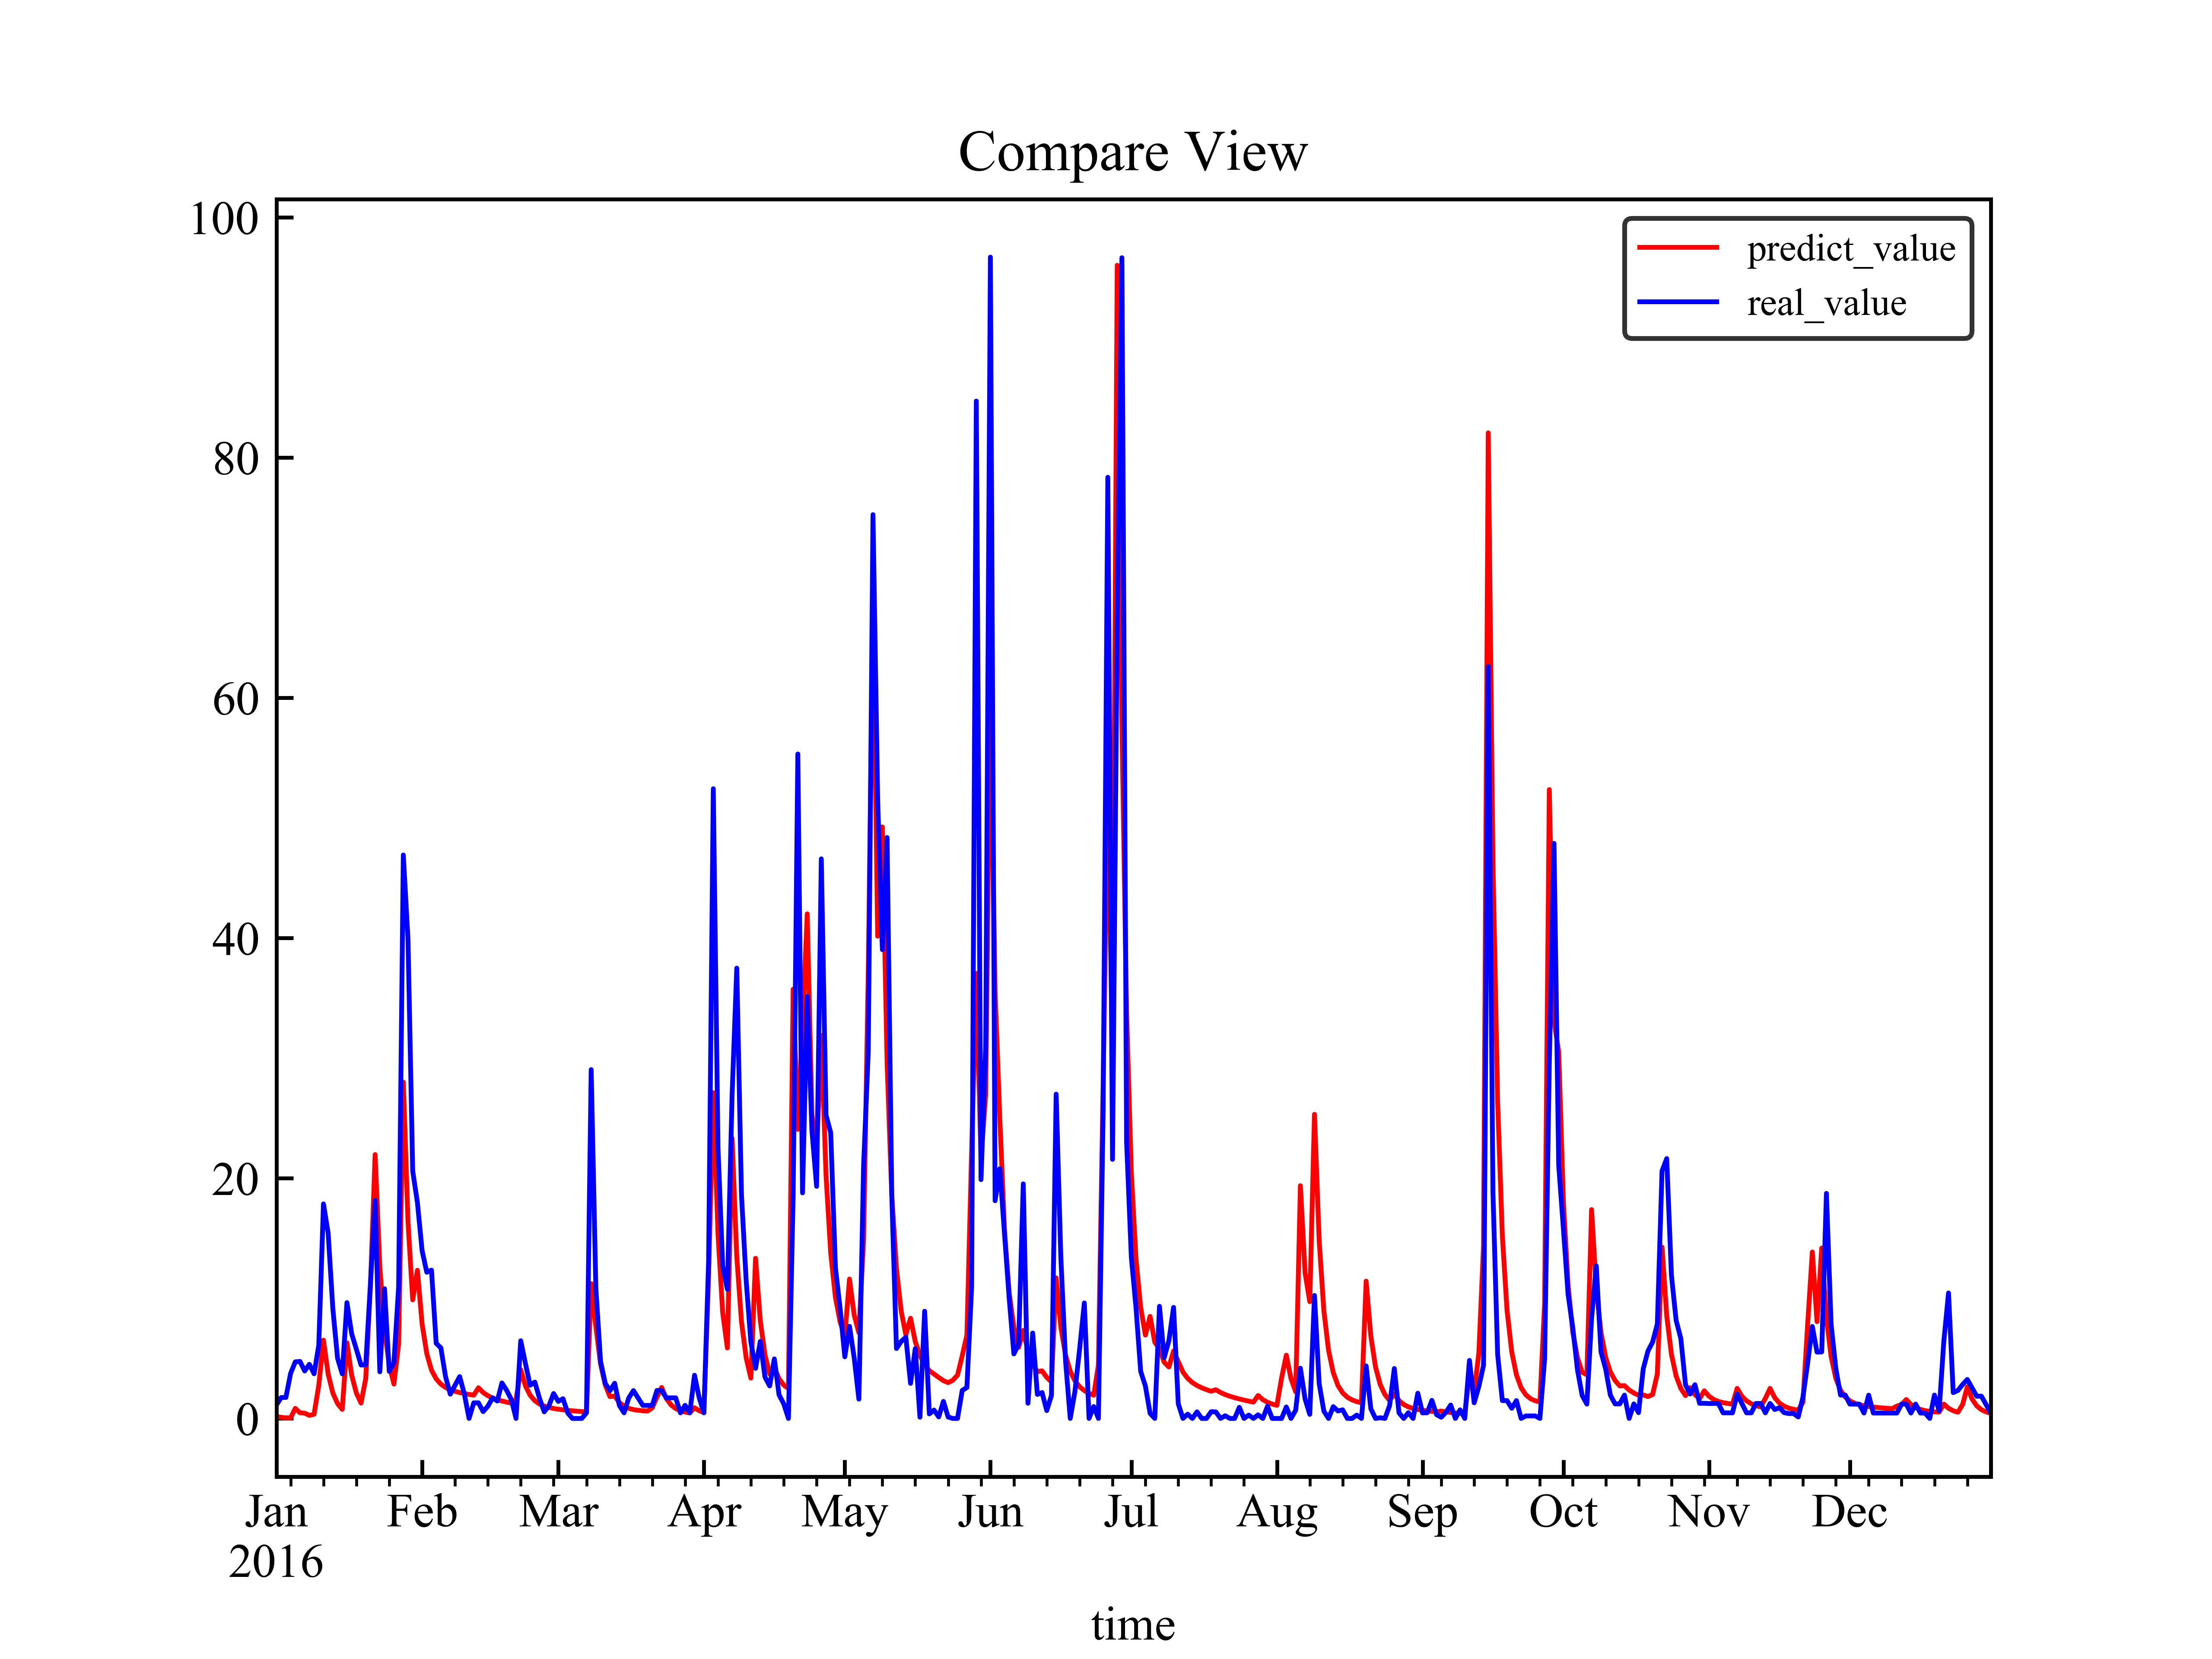 Compare View
100
predict_value
real_value
80
60
40
20
0
Jan Feb Mar Apr May Jun Jul Aug Sep Oct Nov Dec
2016
time